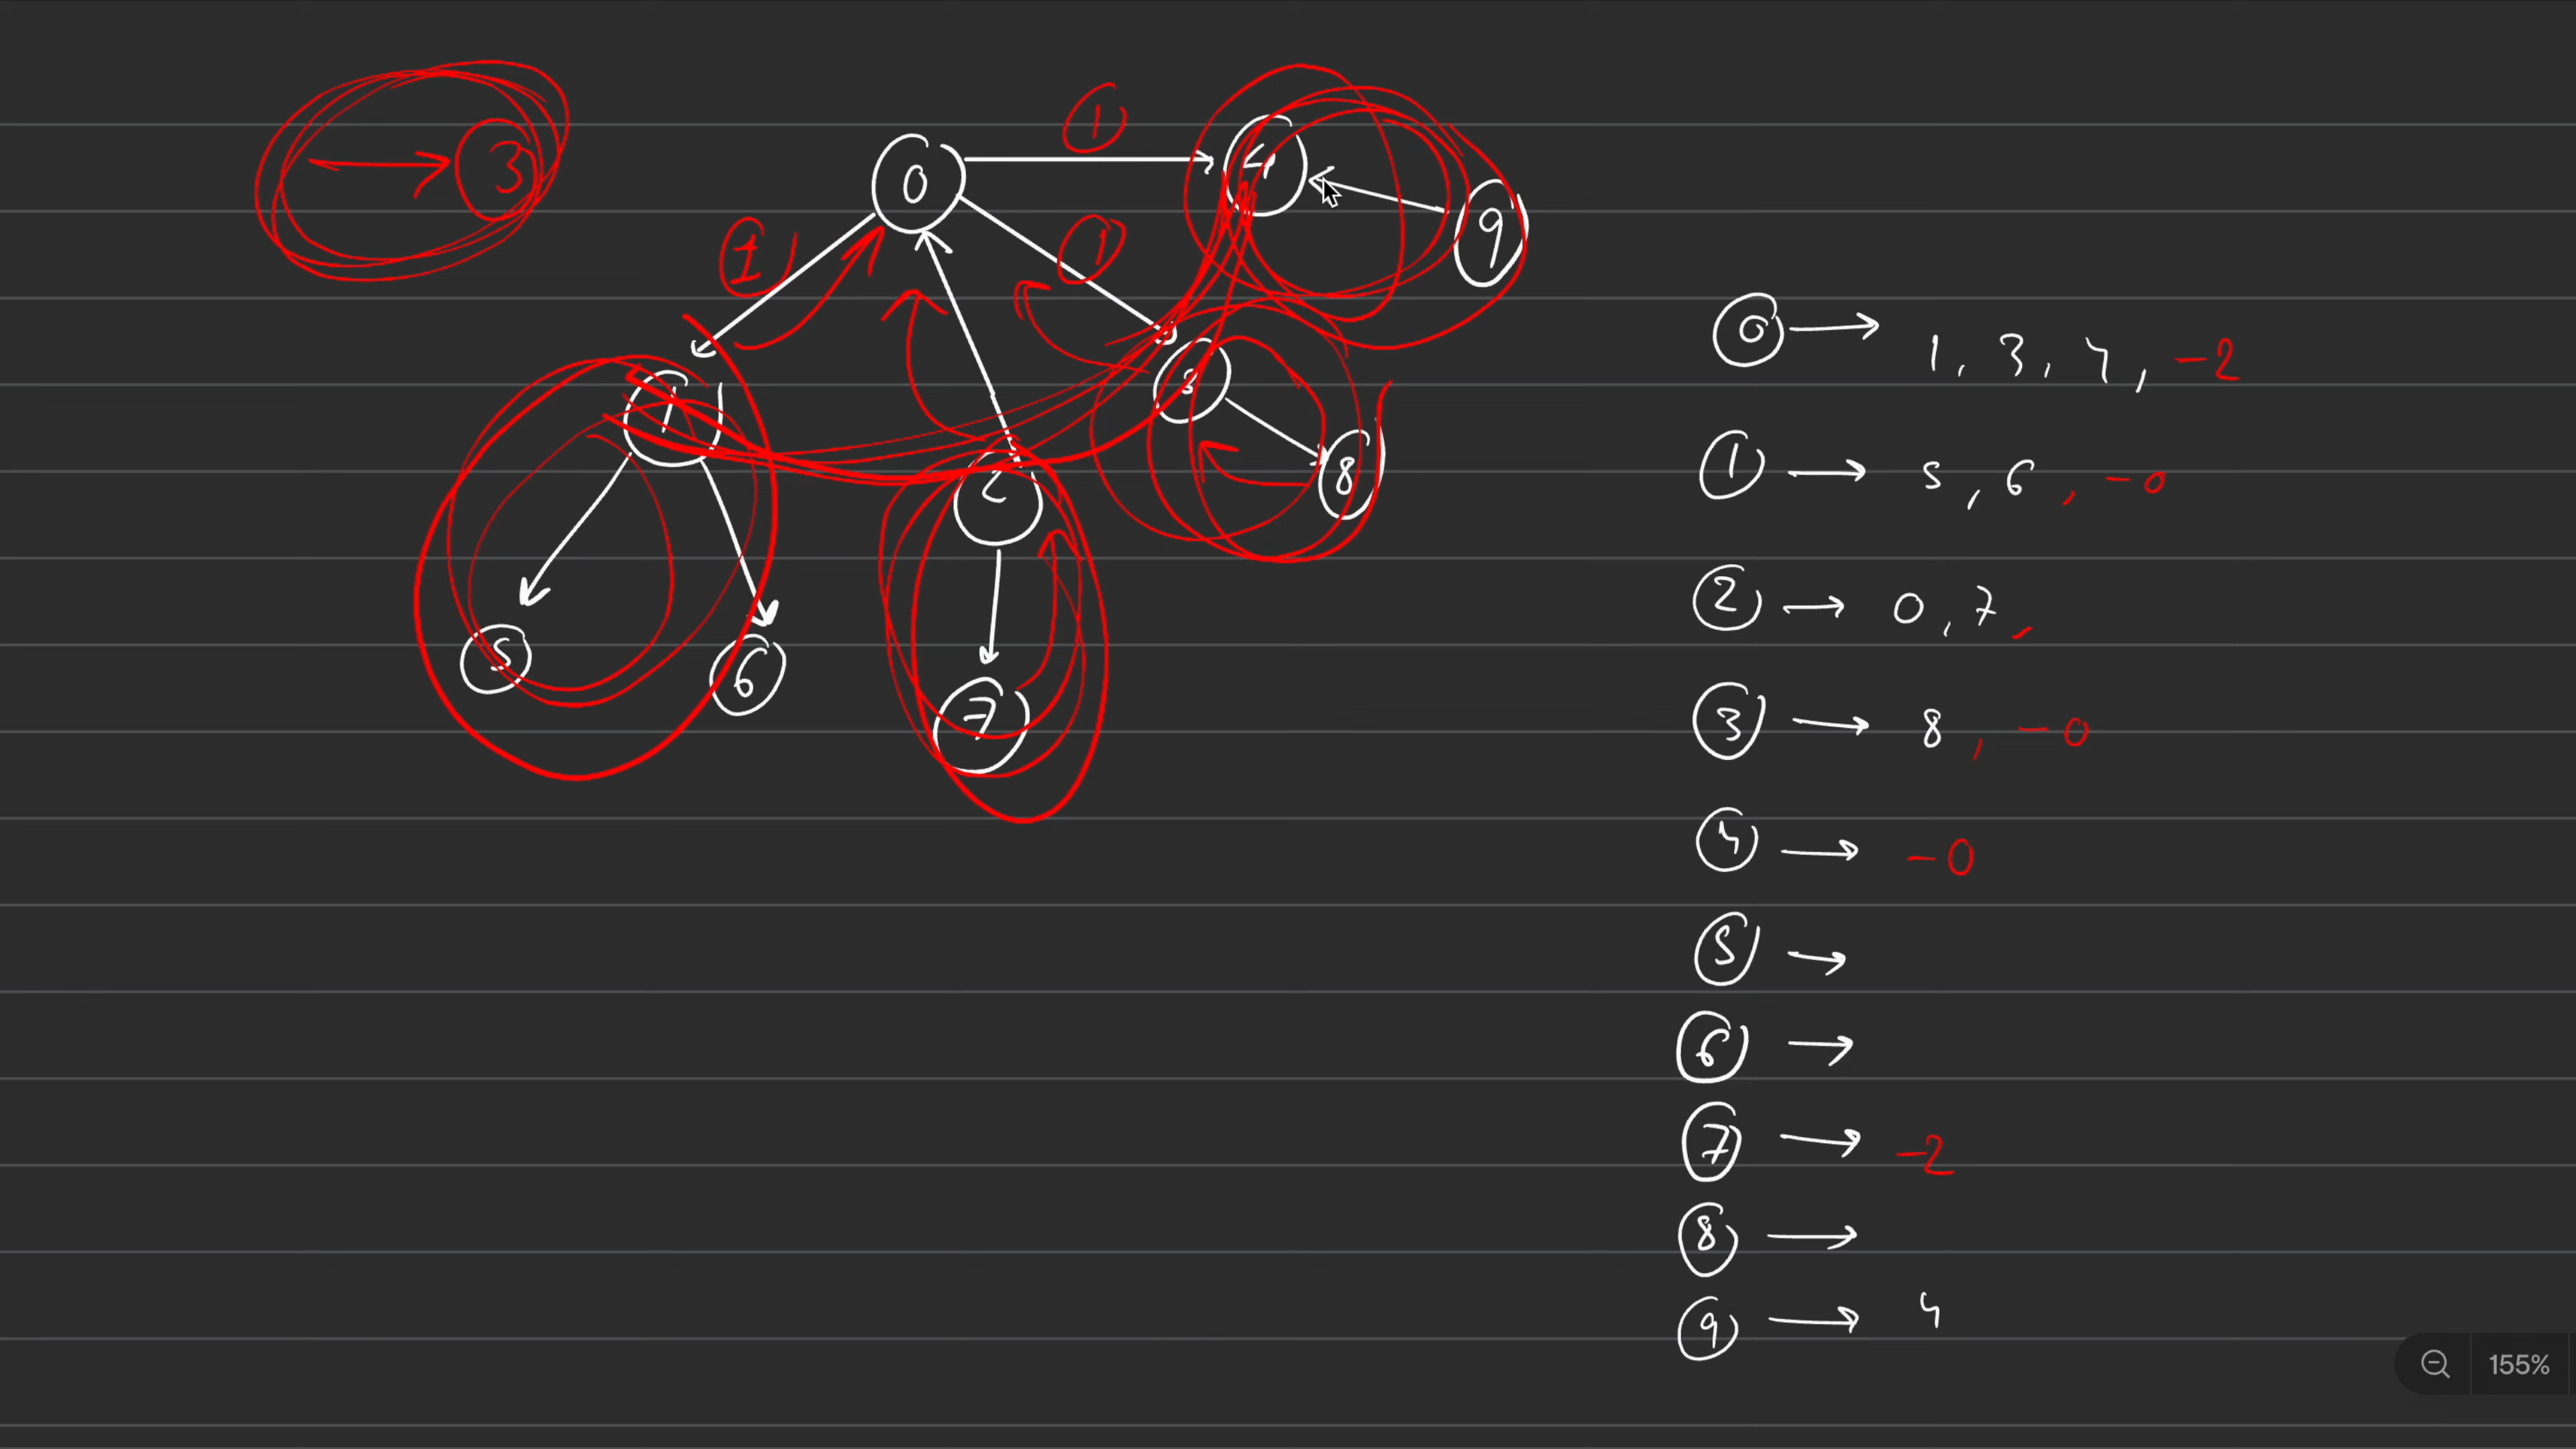 → 3
1
0
4
9
1
1
1
3
2
8
5
6
7
0 → 1, 3, 4, -2
1 → 5, 6, -0
2 → 0, 7,
3 → 8, -0
4 → -0
5 →
6 →
7 → -2
8 →
9 → 4
155%